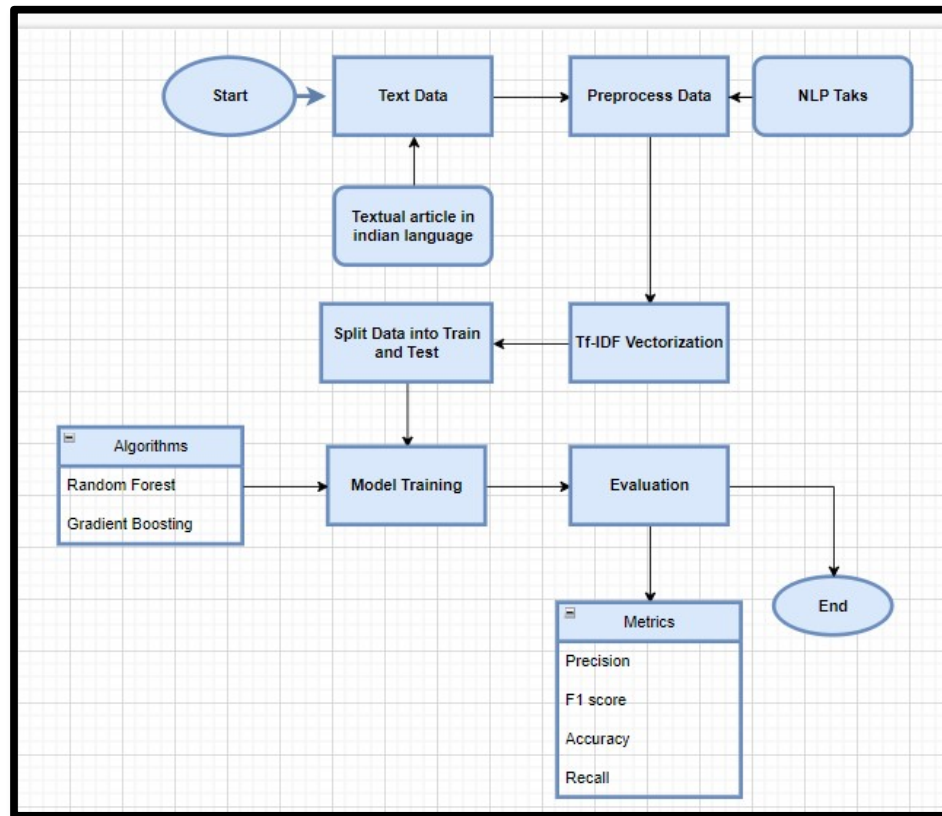 Start
Text Data
Preprocess Data
NLP Taks
Textual article in
indian language
Split Data into Train
and Test
Tf-IDF Vectorization
Algorithms
Random Forest
Gradient Boosting
Model Training
Evaluation
End
Metrics
Precision
F1 score
Accuracy
Recall